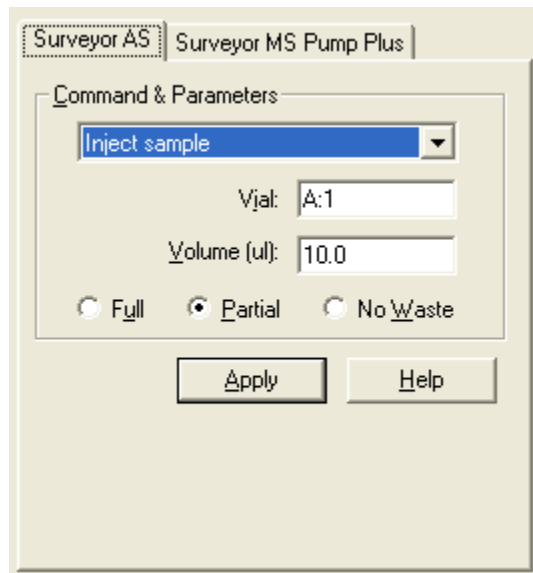 Surveyor AS Surveyor MS Pump Plus
Command & Parameters
Inject sample
Vial: A:1
Volume (ul): 10.0
Full Partial No Waste
Apply Help